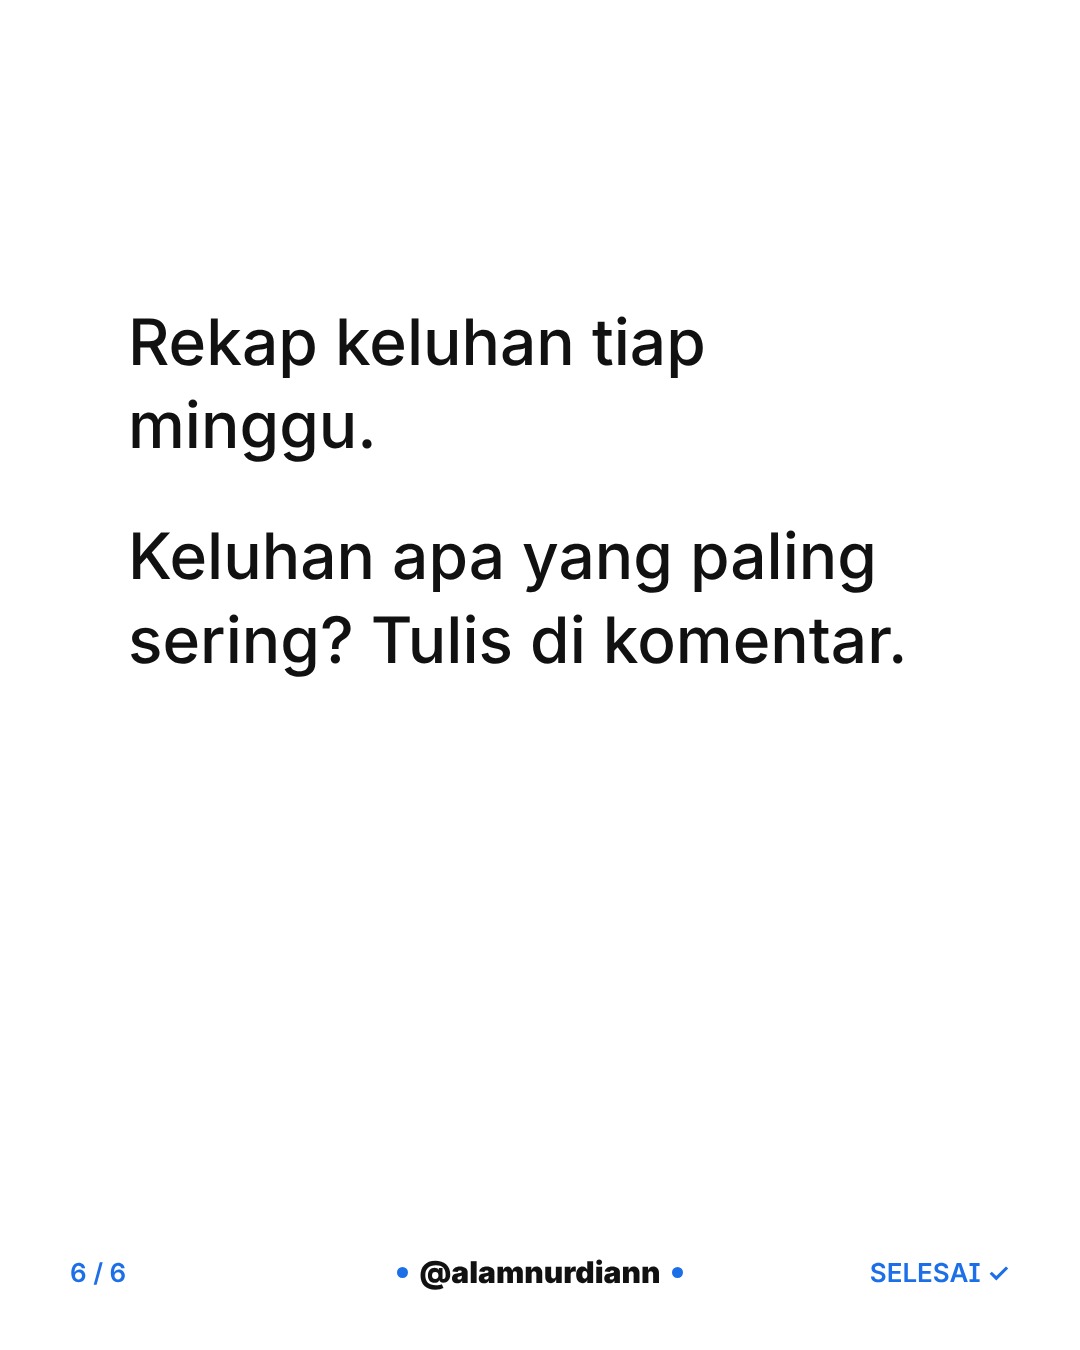 Rekap keluhan tiap
minggu.
Keluhan apa yang paling
sering? Tulis di komentar.
6 / 6
• @alamnurdiann •
SELESAI ✓